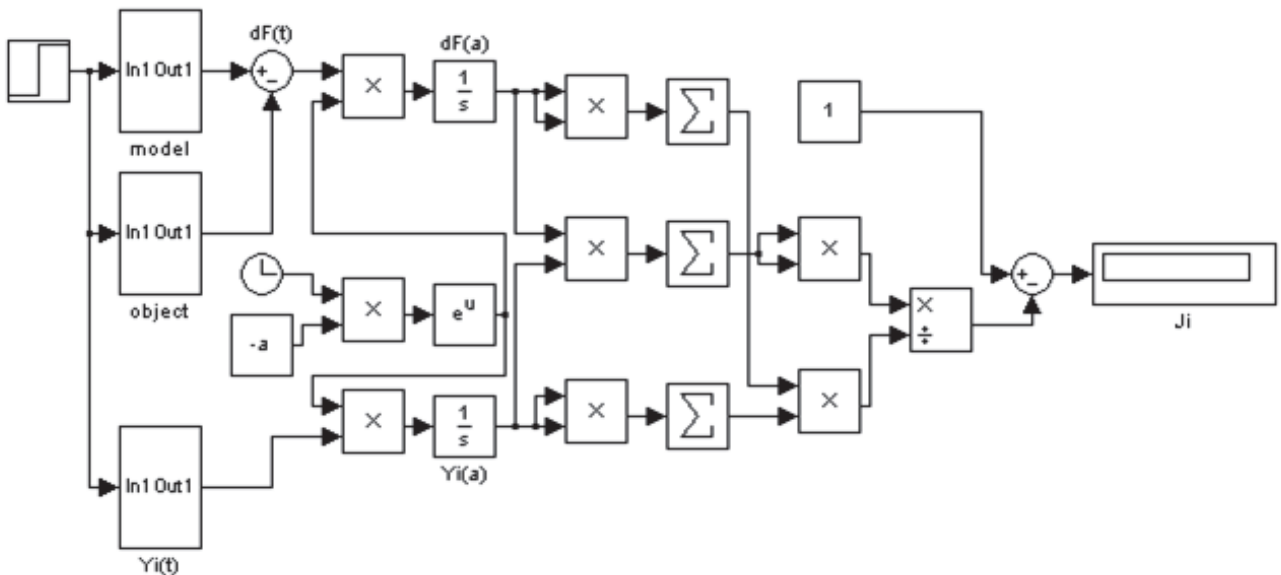 dF(t)
In1 Out1
model
+
−
×
dF(a)
1
s
×
Σ
1
In1 Out1
object
×
Σ
×
+
−
Ji
-a
×
e^u
×
÷
In1 Out1
Yi(t)
×
1
s
Yi(a)
×
Σ
×